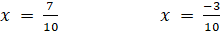 x = 7/10 x = -3/10